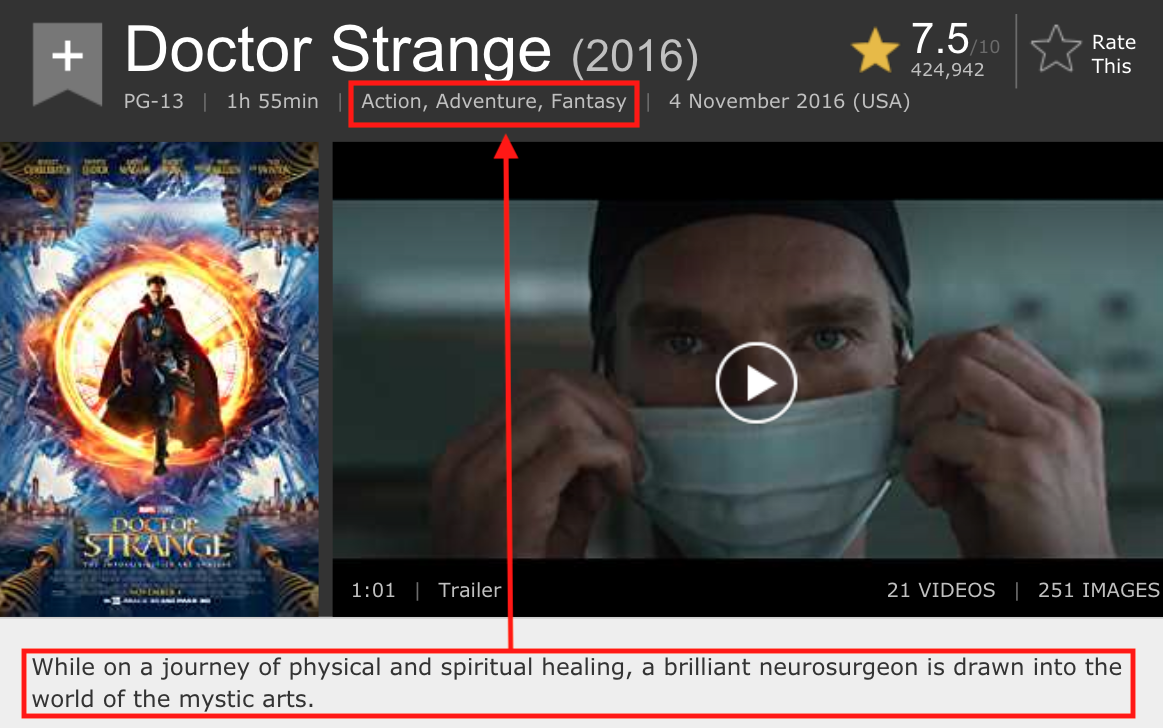 Doctor Strange (2016)
7.5/10
424,942
Rate
This
PG-13 | 1h 55min | Action, Adventure, Fantasy | 4 November 2016 (USA)
DOCTOR
STRANGE
NOVEMBER 4
1:01 | Trailer
21 VIDEOS | 251 IMAGES
While on a journey of physical and spiritual healing, a brilliant neurosurgeon is drawn into the
world of the mystic arts.